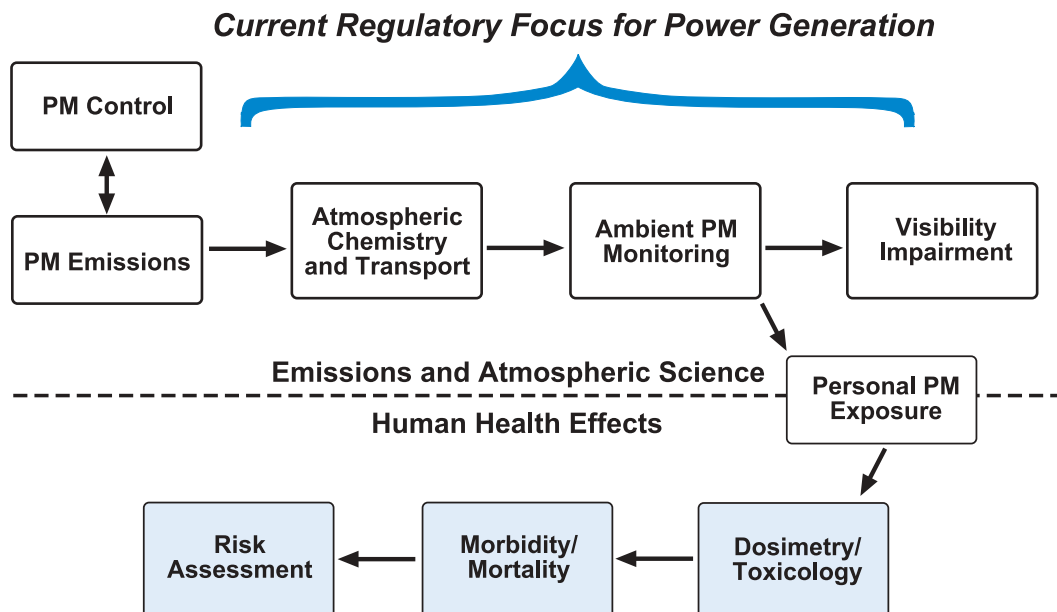 Current Regulatory Focus for Power Generation
PM Control
PM Emissions
Atmospheric
Chemistry
and Transport
Ambient PM
Monitoring
Visibility
Impairment
Emissions and Atmospheric Science
Personal PM
Exposure
Human Health Effects
Risk
Assessment
Morbidity/
Mortality
Dosimetry/
Toxicology